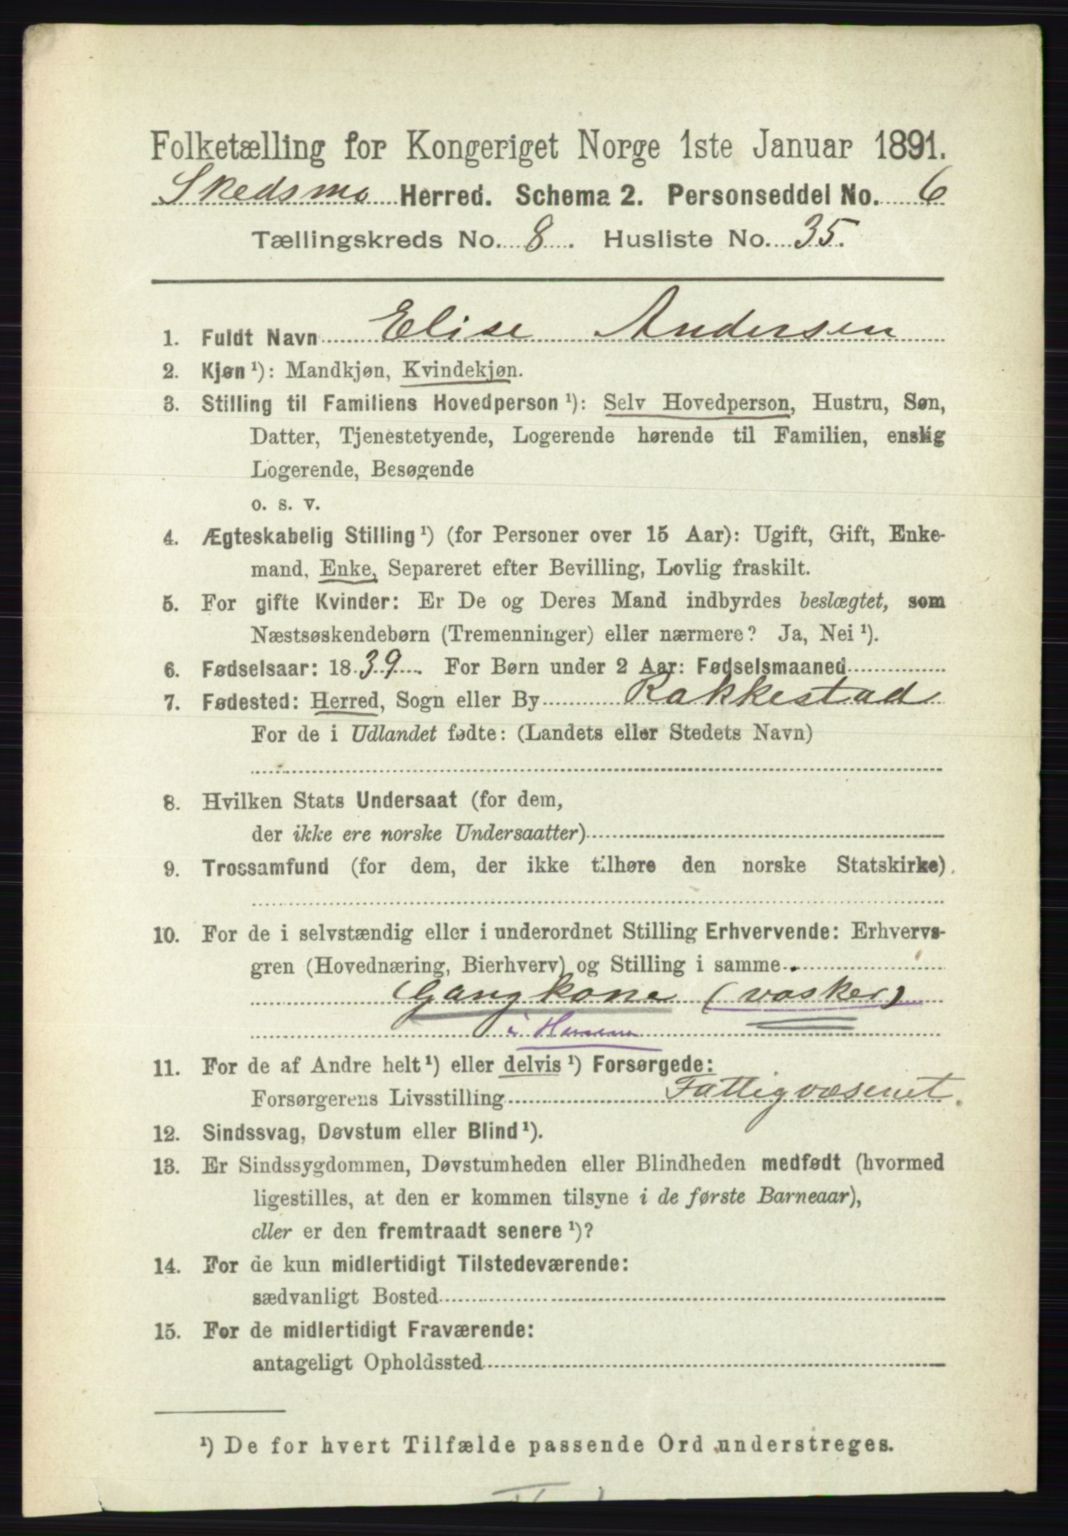 Folketælling for Kongeriget Norge 1ste Januar 1891.
Skedsmo Herred. Schema 2. Personseddel No. 6
Tællingskreds No. 8. Husliste No. 35.
1. Fuldt Navn Elise Andersen
2. Kjøn ¹): Mandkjøn, Kvindekjøn.
3. Stilling til Familiens Hovedperson ¹): Selv Hovedperson, Hustru, Søn,
Datter, Tjenestetyende, Logerende hørende til Familien, enslig
Logerende, Besøgende
o. s. v.
4. Ægteskabelig Stilling ¹) (for Personer over 15 Aar): Ugift, Gift, Enke-
mand, Enke, Separeret efter Bevilling, Lovlig fraskilt.
5. For gifte Kvinder: Er De og Deres Mand indbyrdes beslægtet, som
Næstsøskendebørn (Tremenninger) eller nærmere? Ja, Nei ¹).
6. Fødselsaar: 1839. For Børn under 2 Aar: Fødselsmaaned
7. Fødested: Herred, Sogn eller By Rakkestad
For de i Udlandet fødte: (Landets eller Stedets Navn)
8. Hvilken Stats Undersaat (for dem,
der ikke ere norske Undersaatter)
9. Trossamfund (for dem, der ikke tilhøre den norske Statskirke).
10. For de i selvstændig eller i underordnet Stilling Erhvervende: Erhvervs-
gren (Hovednæring, Bierhverv) og Stilling i samme
Gangkone (vasker)
i Husene
11. For de af Andre helt ¹) eller delvis ¹) Forsørgede:
Forsørgerens Livsstilling Fattigvæsenet.
12. Sindssvag, Døvstum eller Blind ¹).
13. Er Sindssygdommen, Døvstumheden eller Blindheden medfødt (hvormed
ligestilles, at den er kommen tilsyne i de første Barneaar),
eller er den fremtraadt senere ¹)?
14. For de kun midlertidigt Tilstedeværende:
sædvanligt Bosted
15. For de midlertidigt Fraværende:
antageligt Opholdssted
¹) De for hvert Tilfælde passende Ord understreges.